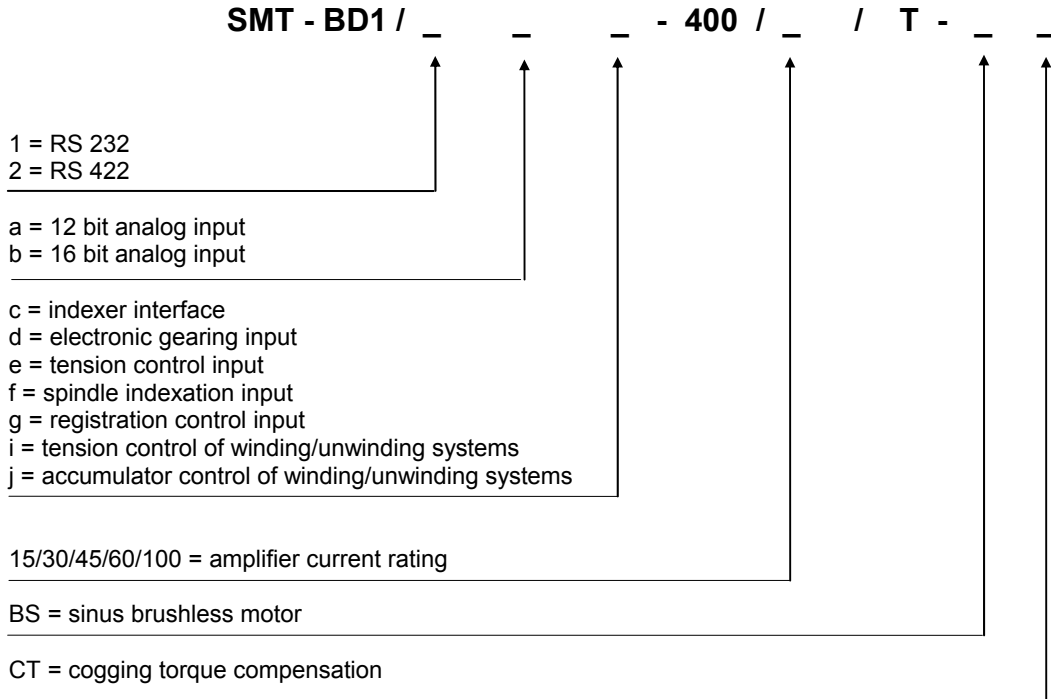 SMT - BD1 / _ _ _ - 400 / _ / T - _ _
1 = RS 232
2 = RS 422
a = 12 bit analog input
b = 16 bit analog input
c = indexer interface
d = electronic gearing input
e = tension control input
f = spindle indexation input
g = registration control input
i = tension control of winding/unwinding systems
j = accumulator control of winding/unwinding systems
15/30/45/60/100 = amplifier current rating
BS = sinus brushless motor
CT = cogging torque compensation